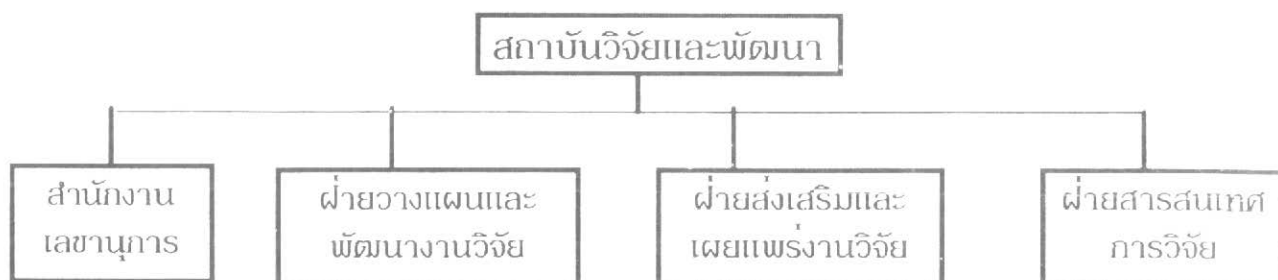 สถาบันวิจัยและพัฒนา
สำนักงาน
เลขานุการ
ฝ่ายวางแผนและ
พัฒนางานวิจัย
ฝ่ายส่งเสริมและ
เผยแพร่งานวิจัย
ฝ่ายสารสนเทศ
การวิจัย